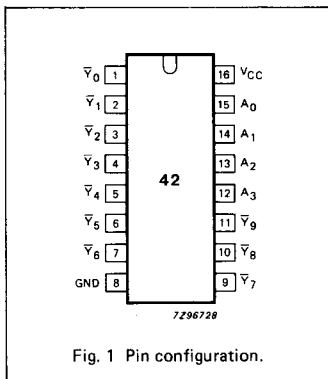 Y̅0 1 16 VCC
Y̅1 2 15 A0
Y̅2 3 14 A1
Y̅3 4 13 A2
Y̅4 5 42 12 A3
Y̅5 6 11 Y̅9
Y̅6 7 10 Y̅8
GND 8 9 Y̅7
7Z96728
Fig. 1 Pin configuration.